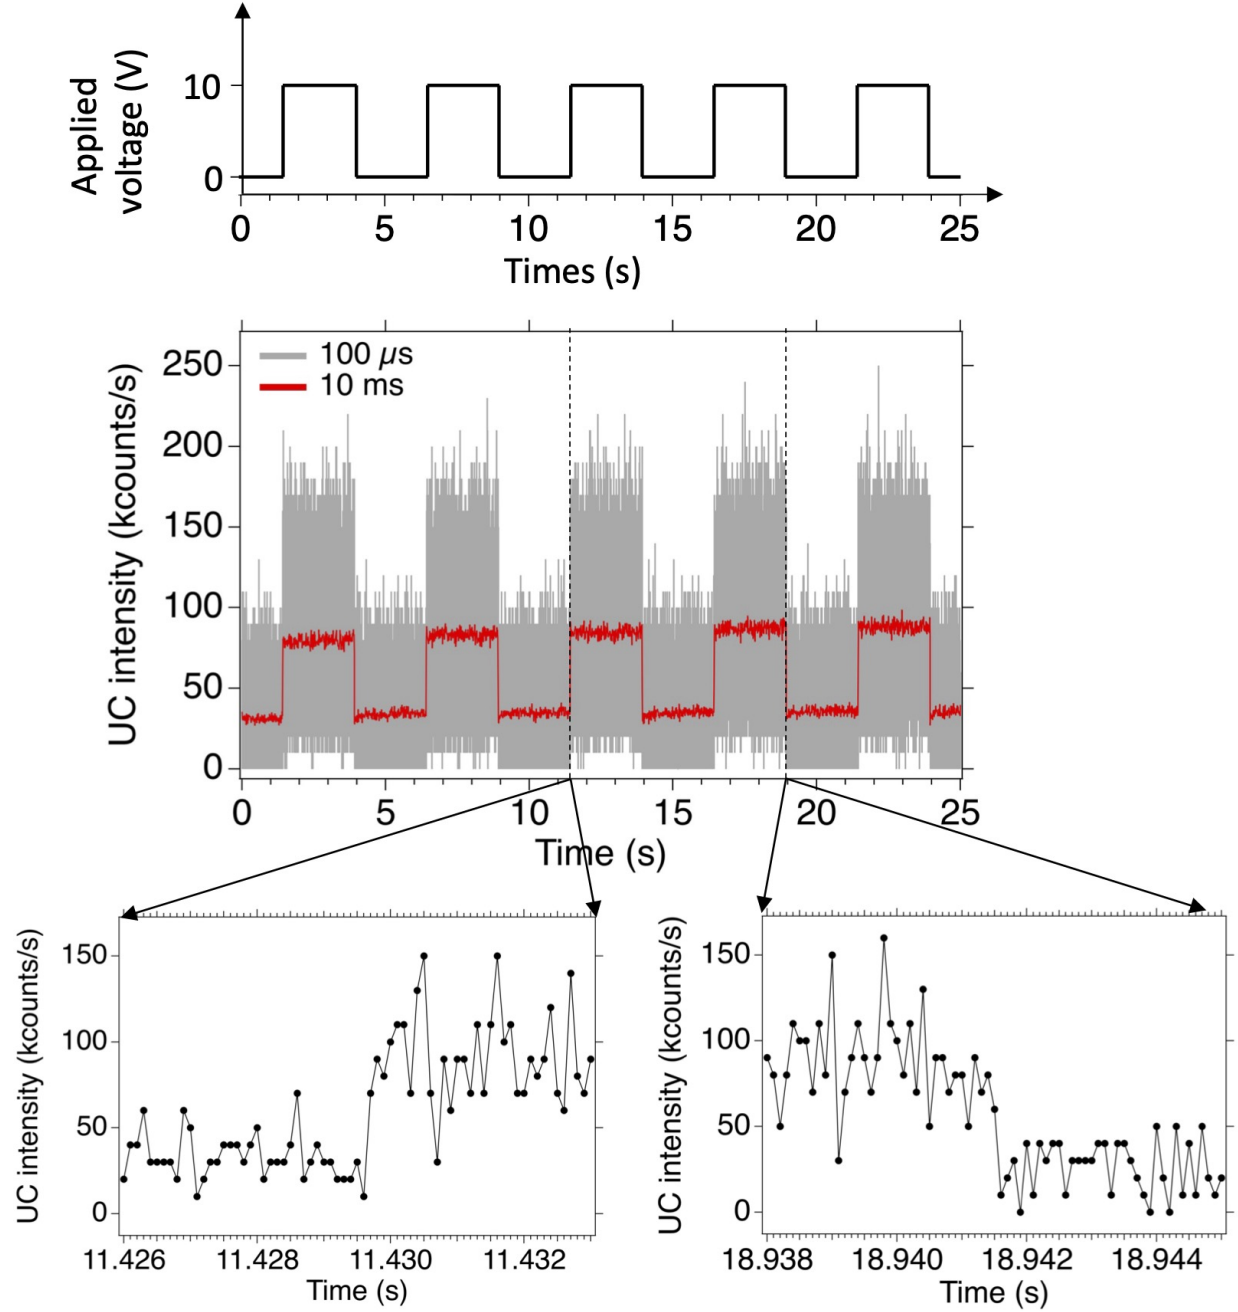 Applied
voltage (V)
10
0
0 5 10 15 20 25
Times (s)
UC intensity (kcounts/s)
100 µs
10 ms
250
200
150
100
50
0
0 5 10 15 20 25
Time (s)
UC intensity (kcounts/s)
150
100
50
0
11.426 11.428 11.430 11.432
Time (s)
UC intensity (kcounts/s)
150
100
50
0
18.938 18.940 18.942 18.944
Time (s)